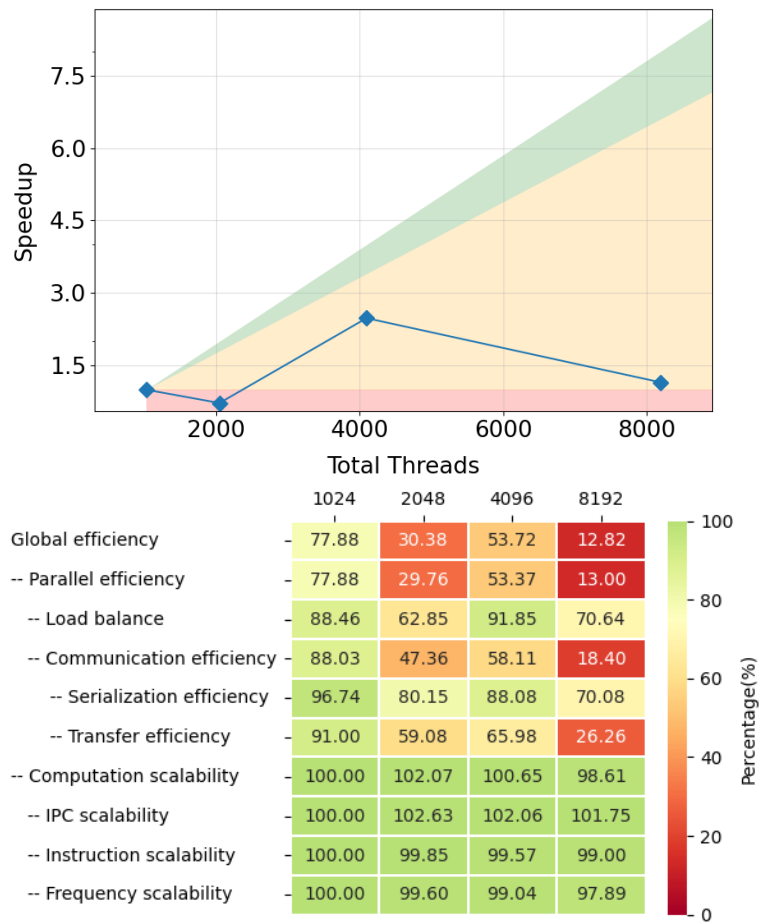 7.5
6.0
4.5
3.0
1.5
Speedup
2000 4000 6000 8000
Total Threads
1024 2048 4096 8192
Global efficiency 77.88 30.38 53.72 12.82
-- Parallel efficiency 77.88 29.76 53.37 13.00
-- Load balance 88.46 62.85 91.85 70.64
-- Communication efficiency 88.03 47.36 58.11 18.40
-- Serialization efficiency 96.74 80.15 88.08 70.08
-- Transfer efficiency 91.00 59.08 65.98 26.26
-- Computation scalability 100.00 102.07 100.65 98.61
-- IPC scalability 100.00 102.63 102.06 101.75
-- Instruction scalability 100.00 99.85 99.57 99.00
-- Frequency scalability 100.00 99.60 99.04 97.89
100
80
60
40
20
0
Percentage(%)